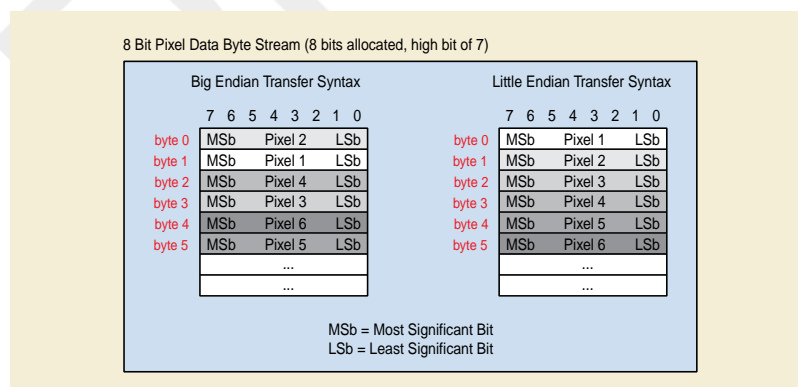 8 Bit Pixel Data Byte Stream (8 bits allocated, high bit of 7)
Big Endian Transfer Syntax
7 6 5 4 3 2 1 0
byte 0 MSb Pixel 2 LSb
byte 1 MSb Pixel 1 LSb
byte 2 MSb Pixel 4 LSb
byte 3 MSb Pixel 3 LSb
byte 4 MSb Pixel 6 LSb
byte 5 MSb Pixel 5 LSb
...
...
Little Endian Transfer Syntax
7 6 5 4 3 2 1 0
byte 0 MSb Pixel 1 LSb
byte 1 MSb Pixel 2 LSb
byte 2 MSb Pixel 3 LSb
byte 3 MSb Pixel 4 LSb
byte 4 MSb Pixel 5 LSb
byte 5 MSb Pixel 6 LSb
...
...
MSb = Most Significant Bit
LSb = Least Significant Bit